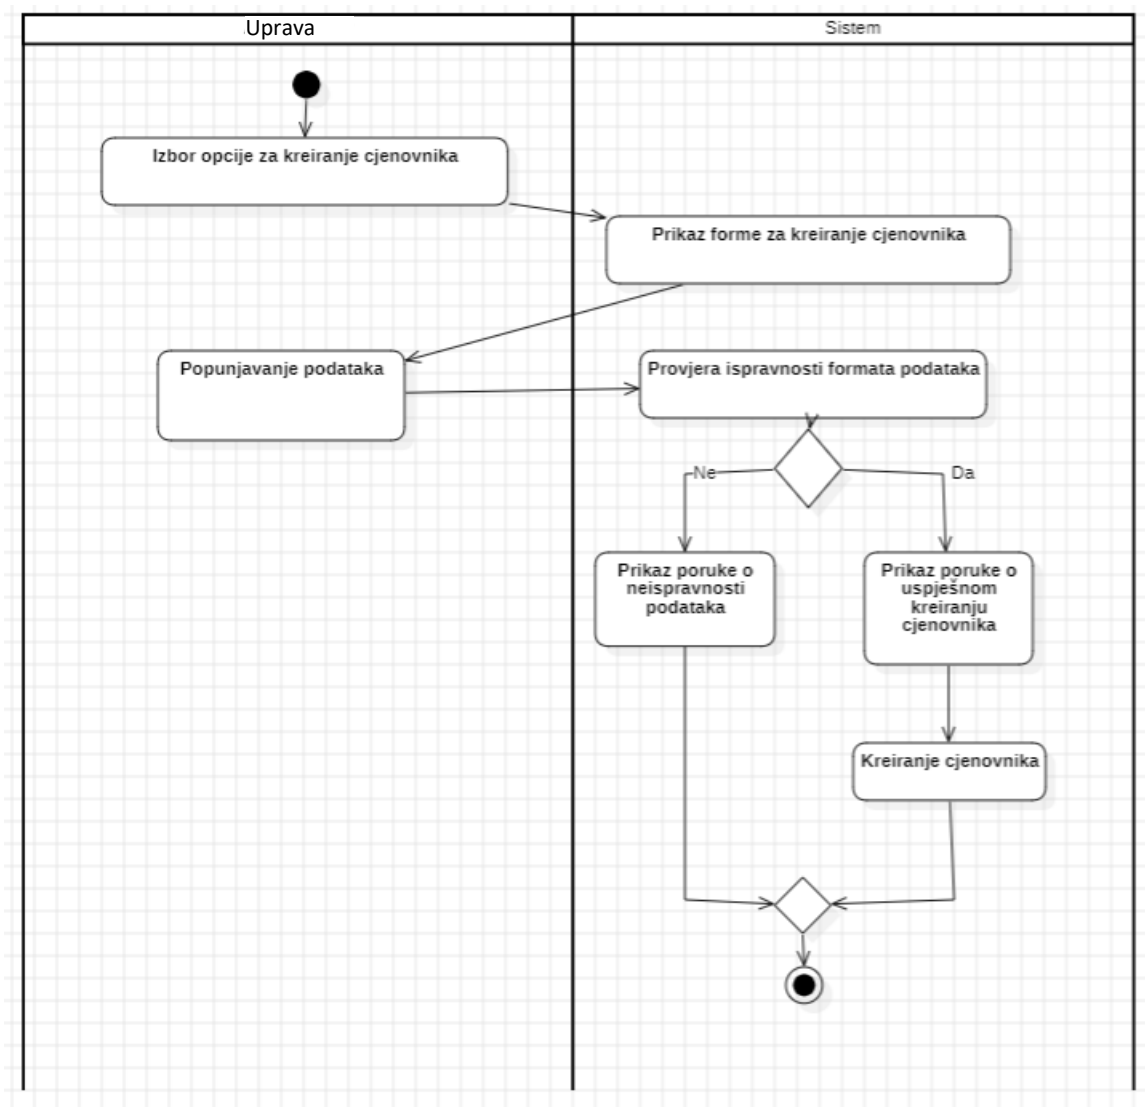 Uprava
Sistem
Izbor opcije za kreiranje cjenovnika
Prikaz forme za kreiranje cjenovnika
Popunjavanje podataka
Provjera ispravnosti formata podataka
Ne
Da
Prikaz poruke o
neispravnosti
podataka
Prikaz poruke o
uspješnom
kreiranju
cjenovnika
Kreiranje cjenovnika